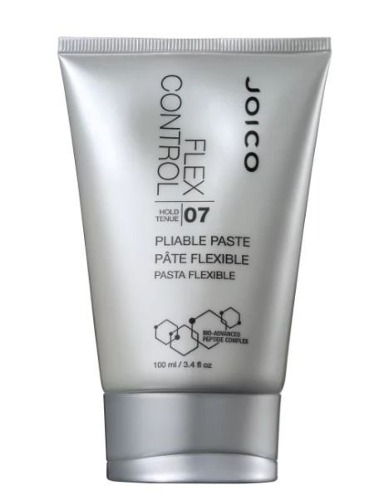 JOICO
FLEX
CONTROL
HOLD
TENUE
07
PLIABLE PASTE
PÂTE FLEXIBLE
PASTA FLEXIBLE
BIO-ADVANCED
PEPTIDE COMPLEX
100 ml / 3.4 fl oz